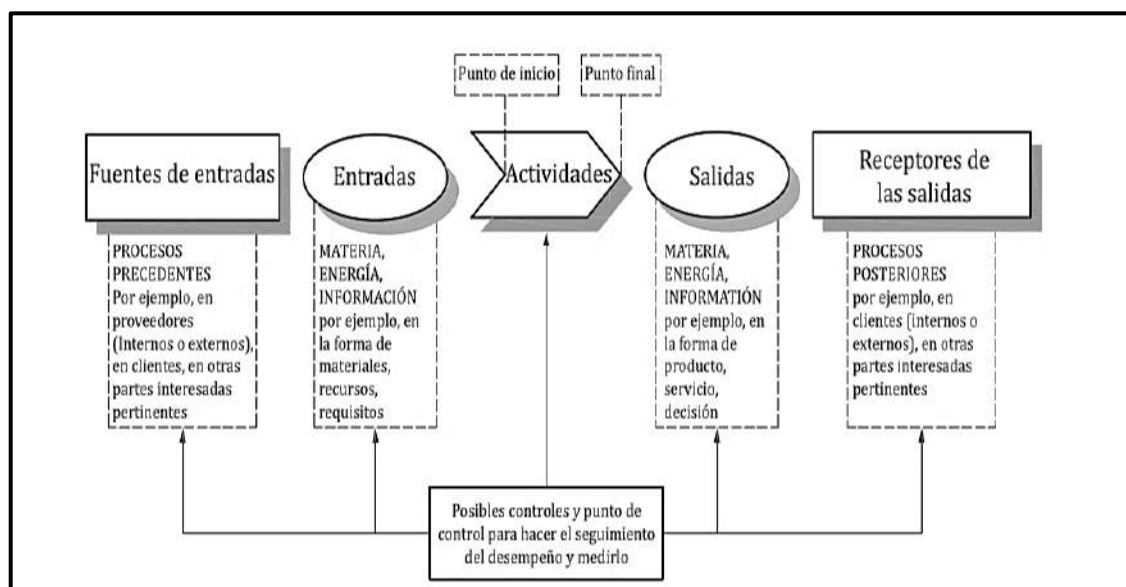 Punto de inicio
Punto final
Fuentes de entradas
Entradas
Actividades
Salidas
Receptores de
las salidas
PROCESOS
PRECEDENTES
Por ejemplo, en
proveedores
(Internos o externos),
en clientes, en otras
partes interesadas
pertinentes
MATERIA,
ENERGÍA,
INFORMACIÓN
por ejemplo, en
la forma de
materiales,
recursos,
requisitos
MATERIA,
ENERGÍA,
INFORMATIÓN
por ejemplo, en
la forma de
producto,
servicio,
decisión
PROCESOS
POSTERIORES
por ejemplo, en
clientes (internos o
externos), en otras
partes interesadas
pertinentes
Posibles controles y punto de
control para hacer el seguimiento
del desempeño y medirlo